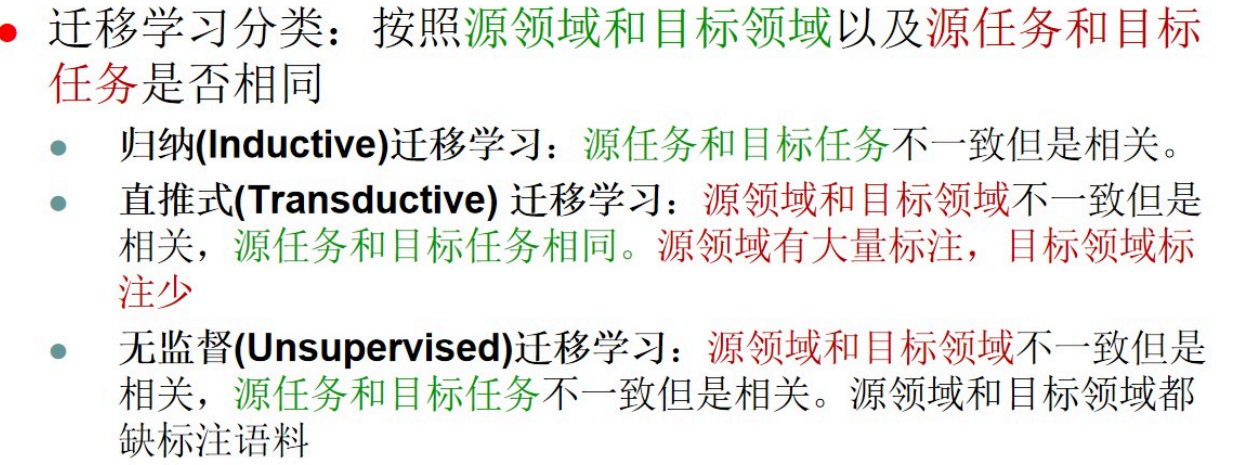 迁移学习分类：按照源领域和目标领域以及源任务和目标
任务是否相同
归纳(Inductive)迁移学习：源任务和目标任务不一致但是相关。
直推式(Transductive) 迁移学习：源领域和目标领域不一致但是
相关，源任务和目标任务相同。源领域有大量标注，目标领域标
注少
无监督(Unsupervised)迁移学习：源领域和目标领域不一致但是
相关，源任务和目标任务不一致但是相关。源领域和目标领域都
缺标注语料